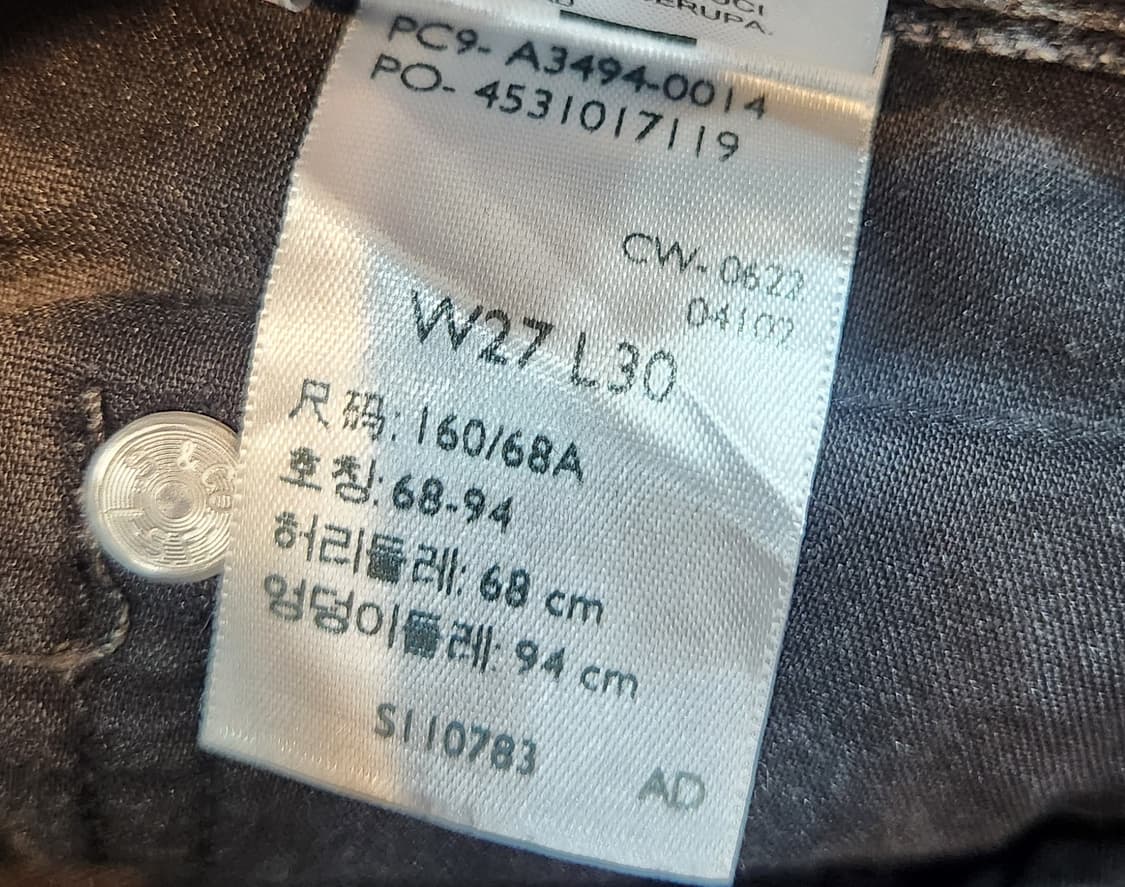 SERUPA.
PC9- A3494-0014
PO- 4531017119
CW- 0622
W27 L30
尺码: 160/68A
호칭: 68-94
허리둘레: 68 cm
엉덩이둘레: 94 cm
S110783
AD